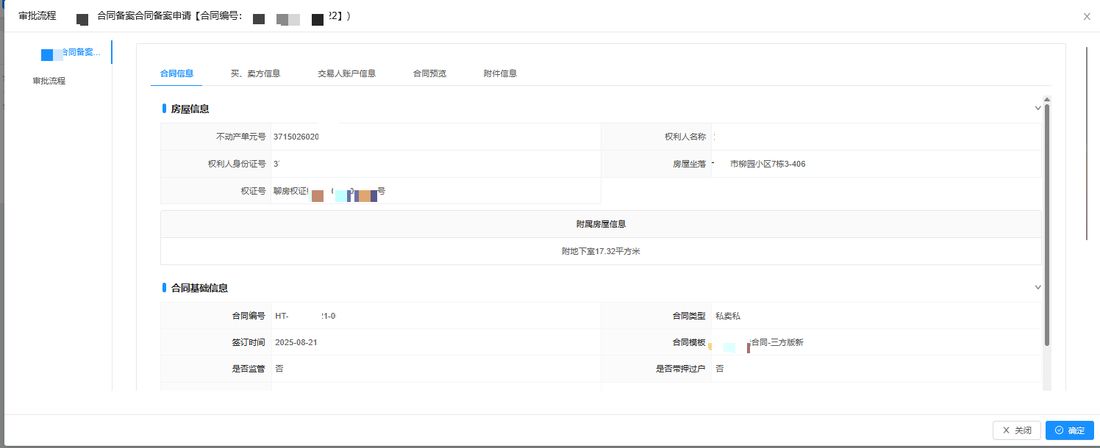 审批流程 合同备案合同备案申请【合同编号： 22】)
合同备案...
审批流程
合同信息 买、卖方信息 交易人账户信息 合同预览 附件信息
房屋信息
不动产单元号 3715026020 权利人名称
权利人身份证号 3 房屋坐落 市柳园小区7栋3-406
权证号 聊房权证 号
附属房屋信息
附地下室17.32平方米
合同基础信息
合同编号 HT- 21-0 合同类型 私卖私
签订时间 2025-08-21 合同模板 合同-三方版新
是否监管 否 是否带押过户 否
关闭 确定